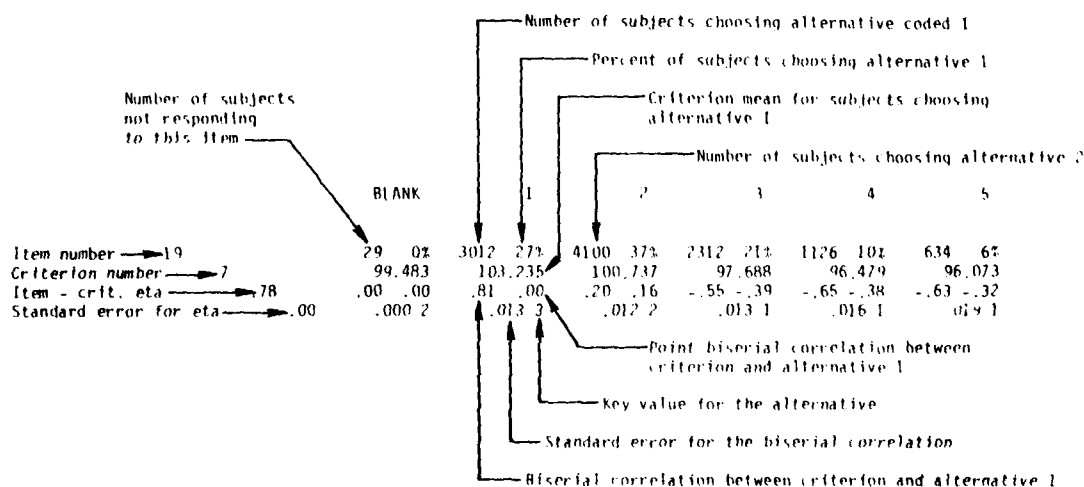 Number of subjects choosing alternative coded 1
Percent of subjects choosing alternative 1
Number of subjects
not responding
to this item
Criterion mean for subjects choosing
alternative 1
Number of subjects choosing alternative 2
BLANK 1 2 3 4 5
Item number 19 29 0% 3012 27% 4100 37% 2312 21% 1126 10% 634 6%
Criterion number 7 99.483 103.235 100.737 97.688 96.479 96.073
Item - crit. eta .78 .00 .00 .81 .00 .20 .16 -.55 -.39 -.65 -.38 -.63 -.32
Standard error for eta .00 .000 2 .013 3 .012 2 .013 1 .016 1 .019 1
Point biserial correlation between
criterion and alternative 1
Key value for the alternative
Standard error for the biserial correlation
Biserial correlation between criterion and alternative 1